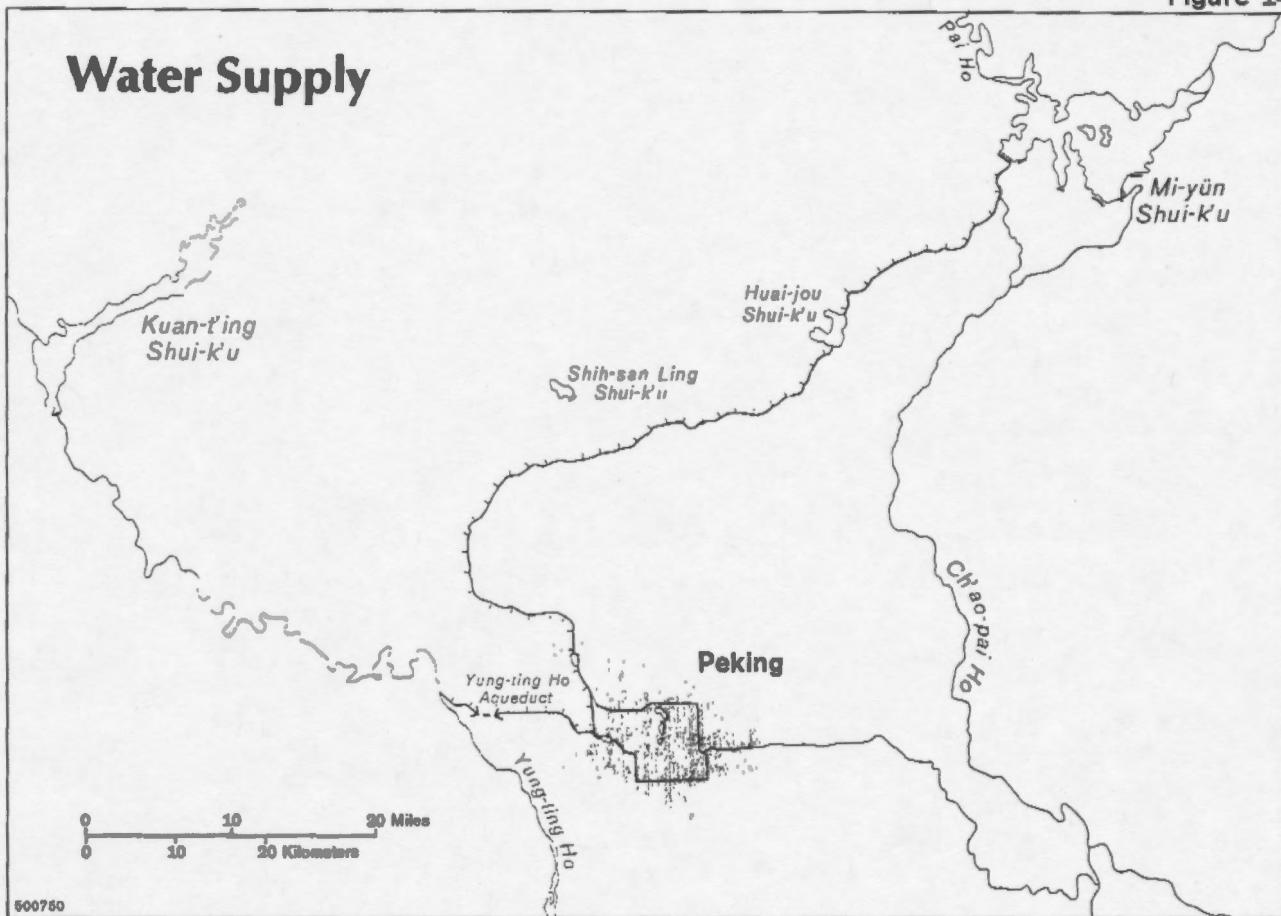 Figure 1
Water Supply
Pai Ho
Mi-yün
Shui-k'u
Huai-jou
Shui-k'u
Kuan-t'ing
Shui-k'u
Shih-san Ling
Shui-k'u
Ch'ao-pai Ho
Peking
Yung-ting Ho
Aqueduct
Yung-ting Ho
0 10 20 Miles
0 10 20 Kilometers
500750